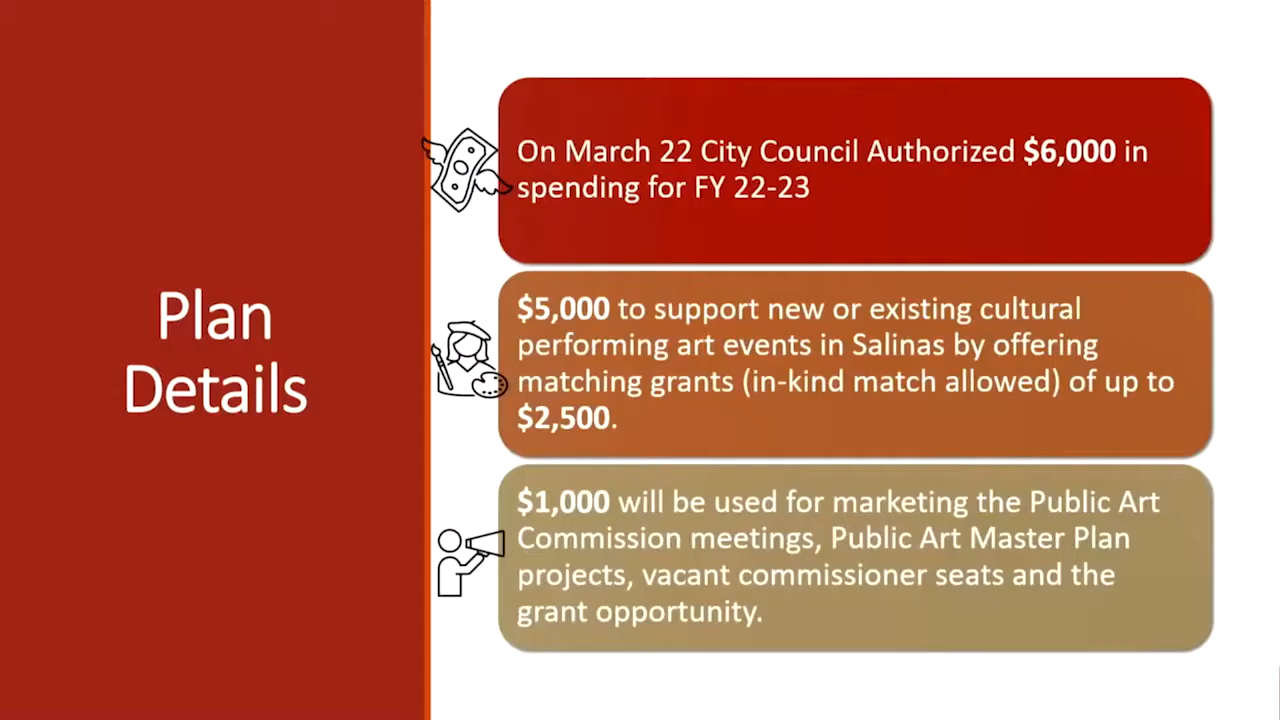 Plan
Details
On March 22 City Council Authorized $6,000 in
spending for FY 22-23
$5,000 to support new or existing cultural
performing art events in Salinas by offering
matching grants (in-kind match allowed) of up to
$2,500.
$1,000 will be used for marketing the Public Art
Commission meetings, Public Art Master Plan
projects, vacant commissioner seats and the
grant opportunity.